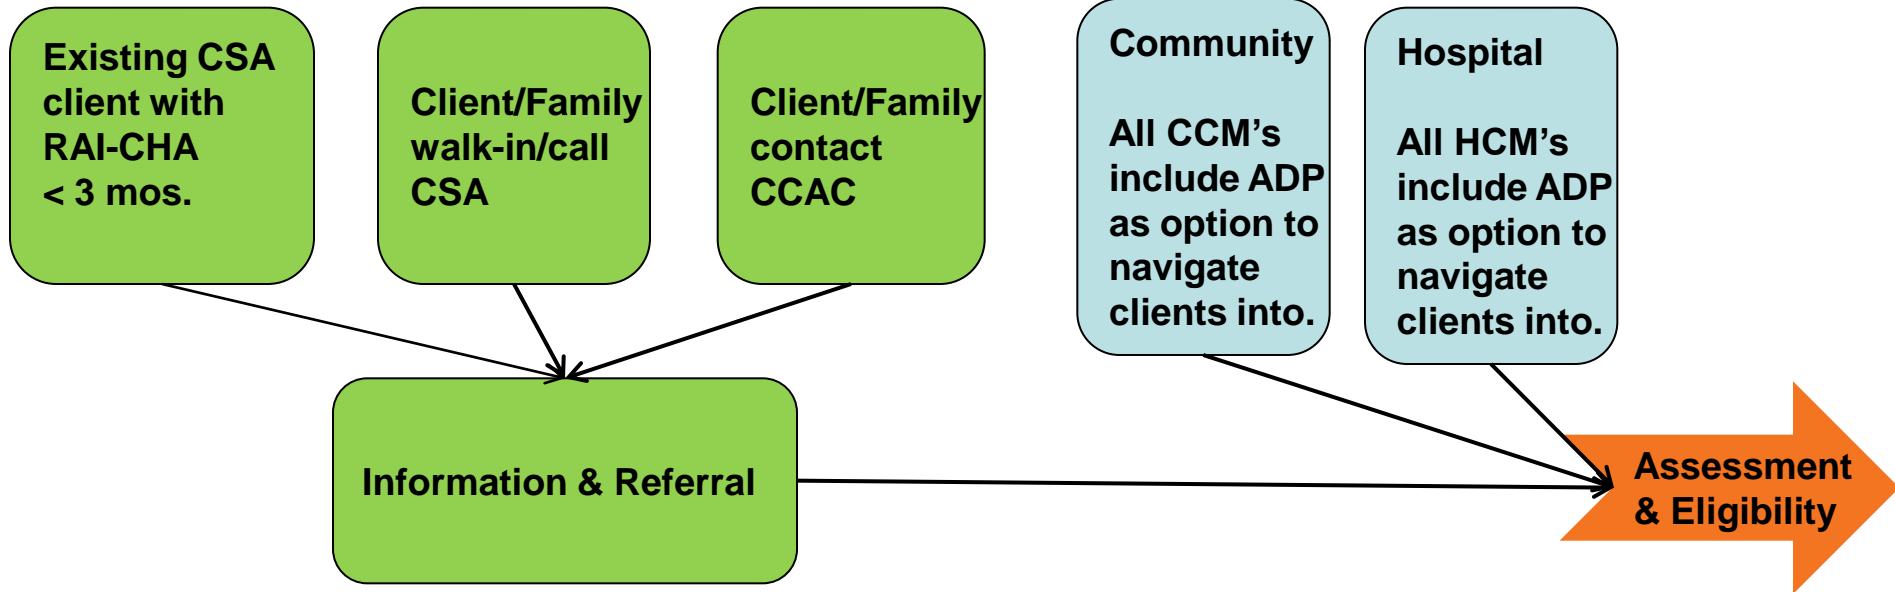 Existing CSA
client with
RAI-CHA
< 3 mos.
Client/Family
walk-in/call
CSA
Client/Family
contact
CCAC
Community
All CCM’s
include ADP
as option to
navigate
clients into.
Hospital
All HCM’s
include ADP
as option to
navigate
clients into.
Information & Referral
Assessment
& Eligibility